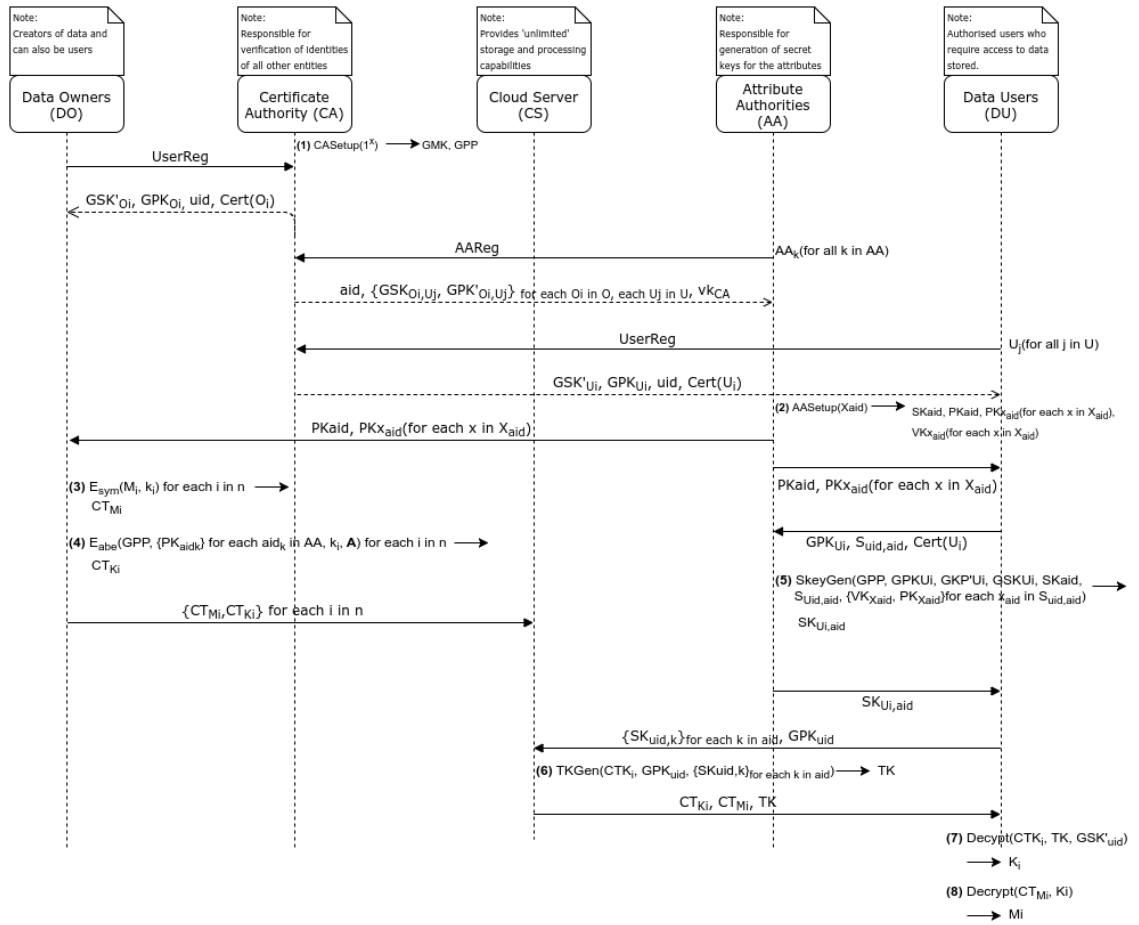 Note:
Creators of data and
can also be users
Note:
Responsible for
verification of identities
of all other entities
Note:
Provides 'unlimited'
storage and processing
capabilities
Note:
Responsible for
generation of secret
keys for the attributes
Note:
Authorised users who
require access to data
stored.
Data Owners
(DO)
Certificate
Authority (CA)
Cloud Server
(CS)
Attribute
Authorities
(AA)
Data Users
(DU)
(1) CASetup(1^x) GMK, GPP
UserReg
GSK'Oi, GPKOi, uid, Cert(Oi)
AAReg
AAk(for all k in AA)
aid, {GSKOi,Uj, GPK'Oi,Uj} for each Oi in O, each Uj in U, vkCA
UserReg
Uj(for all j in U)
GSK'Ui, GPKUi, uid, Cert(Ui)
(2) AASetup(Xaid) SKaid, PKaid, PKxaid(for each x in Xaid),
VKxaid(for each x in Xaid)
PKaid, PKxaid(for each x in Xaid)
PKaid, PKxaid(for each x in Xaid)
(3) Esym(Mi, ki) for each i in n
CTMi
GPKUi, Suid,aid, Cert(Ui)
(4) Eabe(GPP, {PKaidk} for each aidk in AA, ki, A) for each i in n
CTKi
(5) SkeyGen(GPP, GPKUi, GKP'Ui, GSKUi, SKaid,
SUid,aid, {VKXaid, PKXaid}for each xaid in Suid,aid)
SKUi,aid
{CTMi,CTKi} for each i in n
SKUi,aid
{SKuid,k}for each k in aid, GPKuid
(6) TKGen(CTKi, GPKuid, {SKuid,k}for each k in aid) TK
CTKi, CTMi, TK
(7) Decypt(CTKi, TK, GSK'uid)
Ki
(8) Decrypt(CTMi, Ki)
Mi